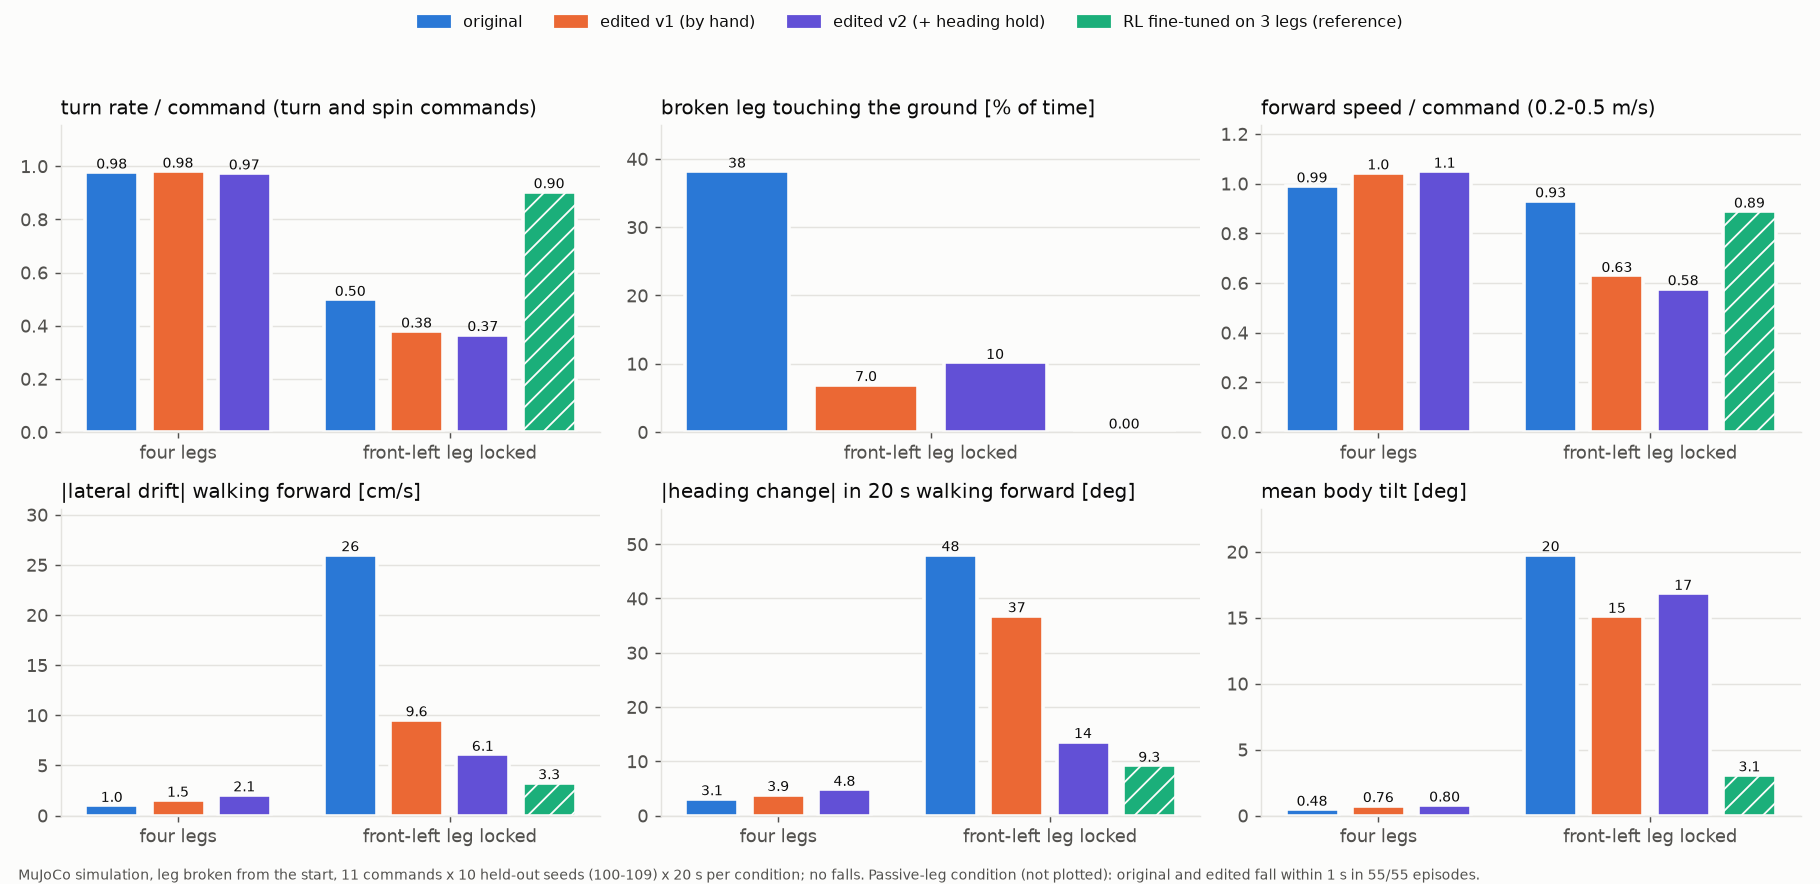 original   edited v1 (by hand)   edited v2 (+ heading hold)   RL fine-tuned on 3 legs (reference)
turn rate / command (turn and spin commands)
1.0
0.8
0.6
0.4
0.2
0.0
0.98 0.98 0.97
0.50 0.38 0.37 0.90
four legs   front-left leg locked
broken leg touching the ground [% of time]
40
30
20
10
0
38 7.0 10 0.00
front-left leg locked
forward speed / command (0.2-0.5 m/s)
1.2
1.0
0.8
0.6
0.4
0.2
0.0
0.99 1.0 1.1
0.93 0.63 0.58 0.89
four legs   front-left leg locked
|lateral drift| walking forward [cm/s]
30
25
20
15
10
5
0
1.0 1.5 2.1
26 9.6 6.1 3.3
four legs   front-left leg locked
|heading change| in 20 s walking forward [deg]
50
40
30
20
10
0
3.1 3.9 4.8
48 37 14 9.3
four legs   front-left leg locked
mean body tilt [deg]
20
15
10
5
0
0.48 0.76 0.80
20 15 17 3.1
four legs   front-left leg locked
MuJoCo simulation, leg broken from the start, 11 commands x 10 held-out seeds (100-109) x 20 s per condition; no falls. Passive-leg condition (not plotted): original and edited fall within 1 s in 55/55 episodes.